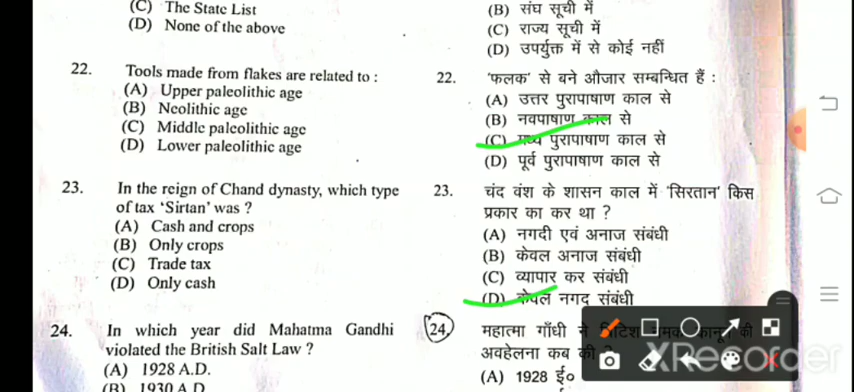 (C) The State List
(D) None of the above
22. Tools made from flakes are related to :
(A) Upper paleolithic age
(B) Neolithic age
(C) Middle paleolithic age
(D) Lower paleolithic age
23. In the reign of Chand dynasty, which type
of tax ‘Sirtan’ was ?
(A) Cash and crops
(B) Only crops
(C) Trade tax
(D) Only cash
24. In which year did Mahatma Gandhi
violated the British Salt Law ?
(A) 1928 A.D.
(B) 1930 A.D.
(B) संघ सूची में
(C) राज्य सूची में
(D) उपर्युक्त में से कोई नहीं
22. ‘फलक’ से बने औजार सम्बन्धित हैं :
(A) उत्तर पुरापाषाण काल से
(B) नवपाषाण काल से
(C) मध्य पुरापाषाण काल से
(D) पूर्व पुरापाषाण काल से
23. चंद वंश के शासन काल में ‘सिरतान’ किस
प्रकार का कर था ?
(A) नगदी एवं अनाज संबंधी
(B) केवल अनाज संबंधी
(C) व्यापार कर संबंधी
(D) केवल नगद संबंधी
24. महात्मा गाँधी ने ब्रिटिश नमक कानून की
अवहेलना कब की ?
(A) 1928 ई०
XRecorder